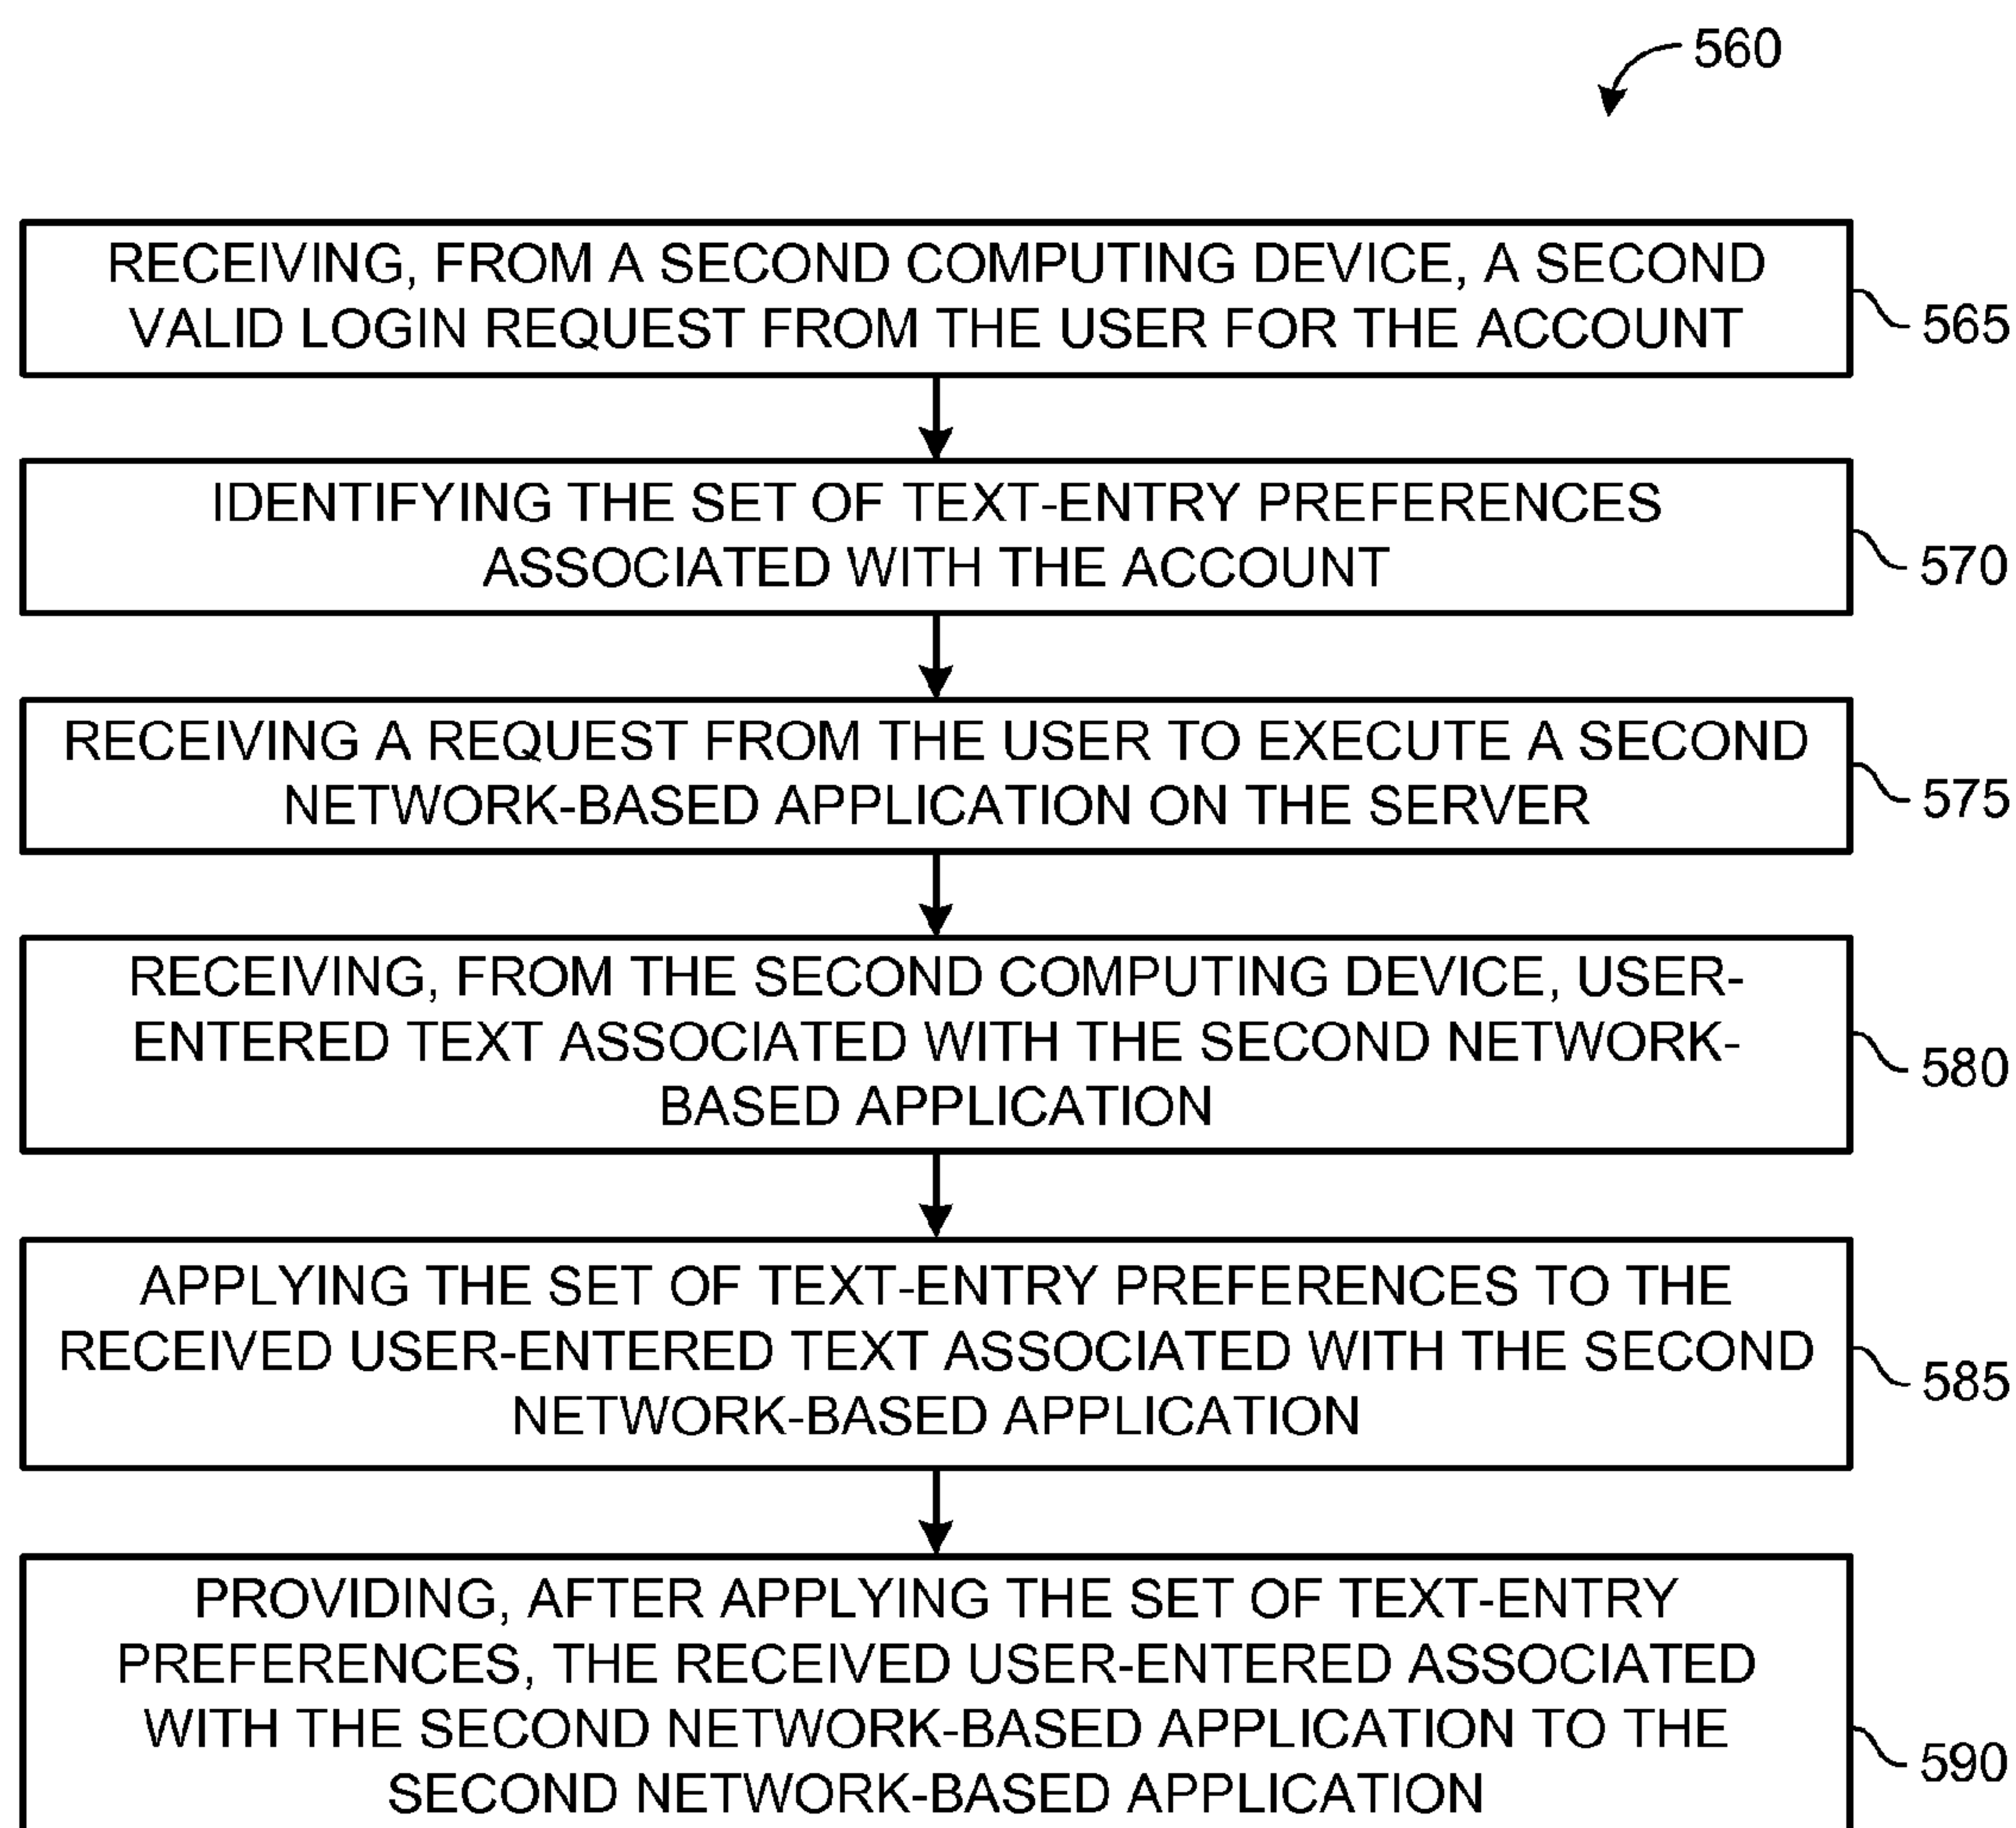 560
RECEIVING, FROM A SECOND COMPUTING DEVICE, A SECOND
VALID LOGIN REQUEST FROM THE USER FOR THE ACCOUNT
565
IDENTIFYING THE SET OF TEXT-ENTRY PREFERENCES
ASSOCIATED WITH THE ACCOUNT
570
RECEIVING A REQUEST FROM THE USER TO EXECUTE A SECOND
NETWORK-BASED APPLICATION ON THE SERVER
575
RECEIVING, FROM THE SECOND COMPUTING DEVICE, USER-
ENTERED TEXT ASSOCIATED WITH THE SECOND NETWORK-
BASED APPLICATION
580
APPLYING THE SET OF TEXT-ENTRY PREFERENCES TO THE
RECEIVED USER-ENTERED TEXT ASSOCIATED WITH THE SECOND
NETWORK-BASED APPLICATION
585
PROVIDING, AFTER APPLYING THE SET OF TEXT-ENTRY
PREFERENCES, THE RECEIVED USER-ENTERED ASSOCIATED
WITH THE SECOND NETWORK-BASED APPLICATION TO THE
SECOND NETWORK-BASED APPLICATION
590